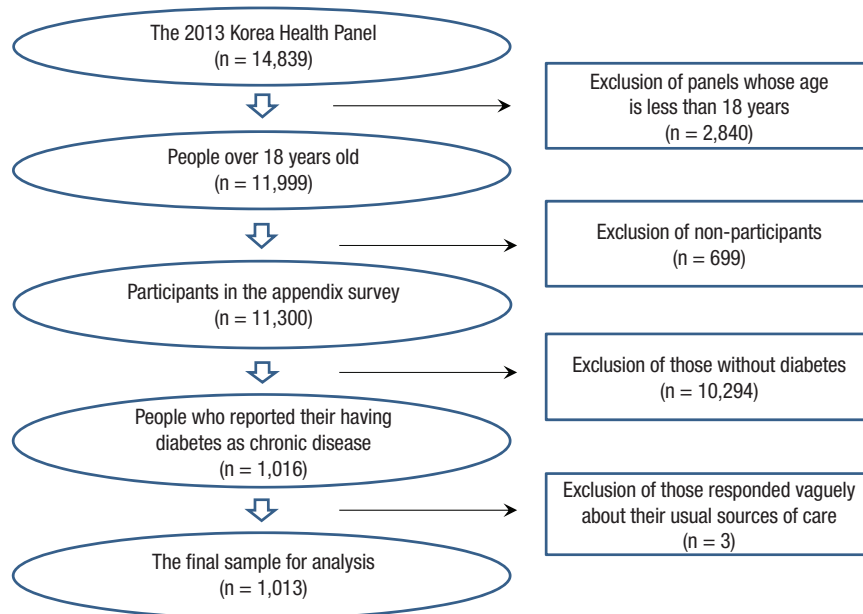 The 2013 Korea Health Panel
(n = 14,839)
Exclusion of panels whose age
is less than 18 years
(n = 2,840)
People over 18 years old
(n = 11,999)
Exclusion of non-participants
(n = 699)
Participants in the appendix survey
(n = 11,300)
Exclusion of those without diabetes
(n = 10,294)
People who reported their having
diabetes as chronic disease
(n = 1,016)
Exclusion of those responded vaguely
about their usual sources of care
(n = 3)
The final sample for analysis
(n = 1,013)